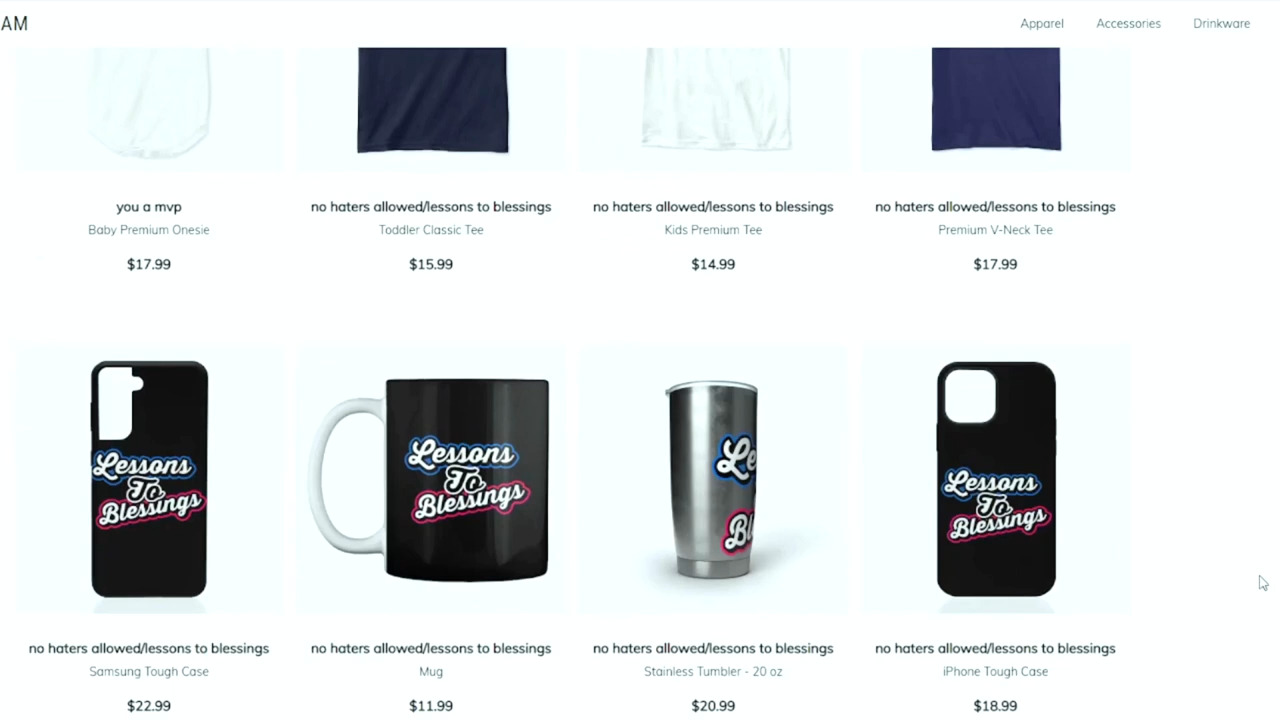 AM
Apparel Accessories Drinkware
you a mvp
Baby Premium Onesie
$17.99
no haters allowed/lessons to blessings
Toddler Classic Tee
$15.99
no haters allowed/lessons to blessings
Kids Premium Tee
$14.99
no haters allowed/lessons to blessings
Premium V-Neck Tee
$17.99
Lessons
To
Blessings
no haters allowed/lessons to blessings
Samsung Tough Case
$22.99
Lessons
To
Blessings
no haters allowed/lessons to blessings
Mug
$11.99
Le
Bl
no haters allowed/lessons to blessings
Stainless Tumbler - 20 oz
$20.99
Lessons
To
Blessings
no haters allowed/lessons to blessings
iPhone Tough Case
$18.99